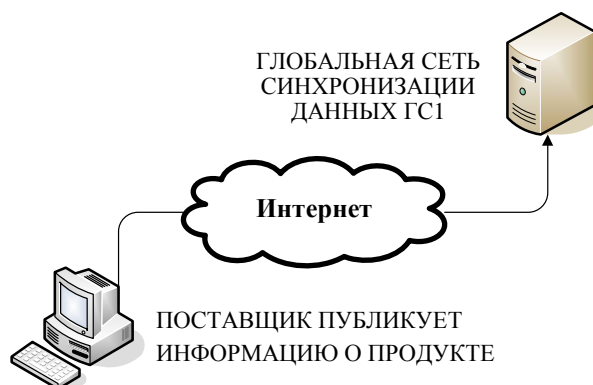 ГЛОБАЛЬНАЯ СЕТЬ
СИНХРОНИЗАЦИИ
ДАННЫХ ГС1
Интернет
ПОСТАВЩИК ПУБЛИКУЕТ
ИНФОРМАЦИЮ О ПРОДУКТЕ